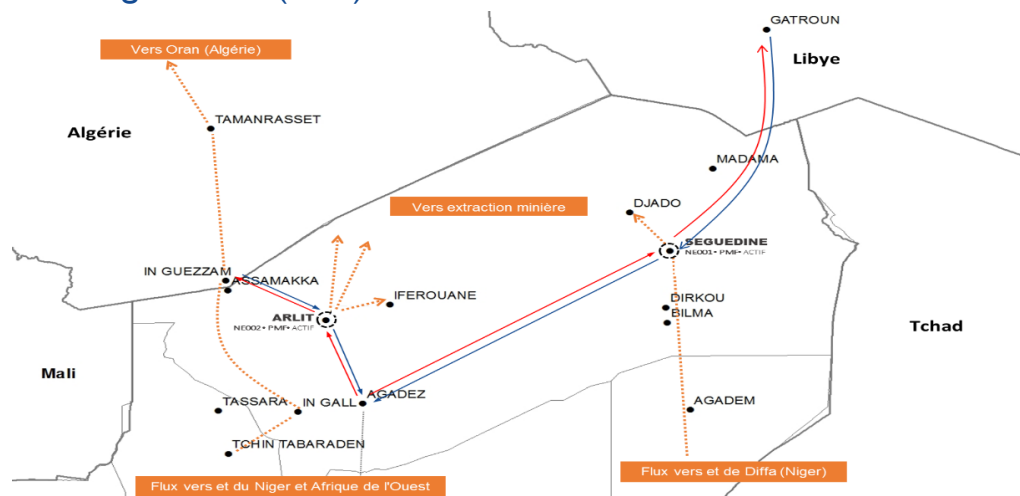 GATROUN
Vers Oran (Algérie)
Libye
TAMANRASSET
Algérie
MADAMA
Vers extraction minière
DJADO
SEGUEDINE
NE001• PMF• ACTIF
IN GUEZZAM
ASSAMAKKA
IFEROUANE
DIRKOU
BILMA
ARLIT
NE002• PMF• ACTIF
Tchad
Mali
AGADEZ
TASSARA
IN GALL
AGADEM
TCHIN TABARADEN
Flux vers et de Diffa (Niger)
Flux vers et du Niger et Afrique de l'Ouest